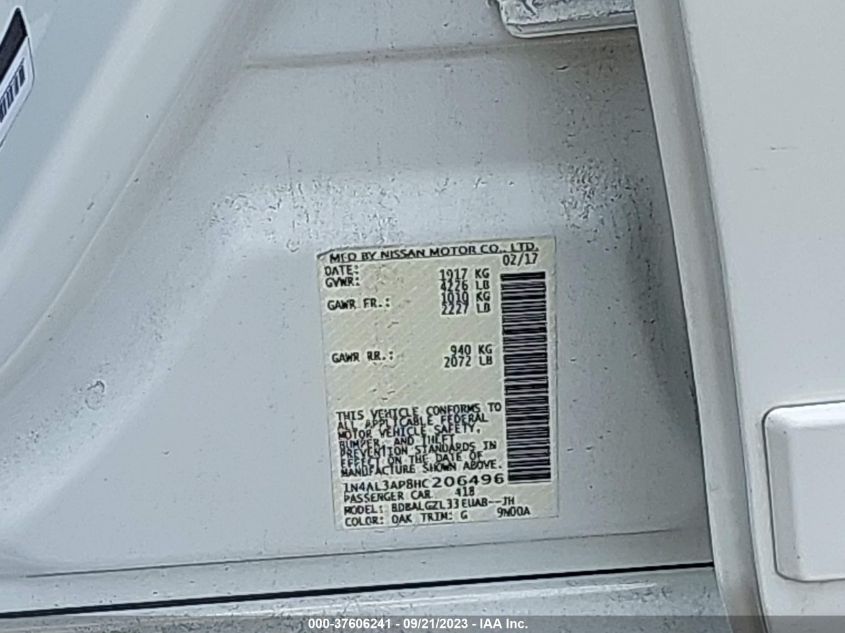 MFD BY NISSAN MOTOR CO., LTD.
DATE: 02/17
GVWR: 1917 KG
4226 LB
GAWR FR.: 1010 KG
2227 LB
GAWR RR.: 940 KG
2072 LB
THIS VEHICLE CONFORMS TO
ALL APPLICABLE FEDERAL
MOTOR VEHICLE SAFETY,
BUMPER, AND THEFT
PREVENTION STANDARDS IN
EFFECT ON THE DATE OF
MANUFACTURE SHOWN ABOVE.
1N4AL3AP8HC206496
PASSENGER CAR 418
MODEL: BDBALGZL33EUAB--JH
COLOR: QAK TRIM: G 9N00A
000-37606241 - 09/21/2023 - IAA Inc.